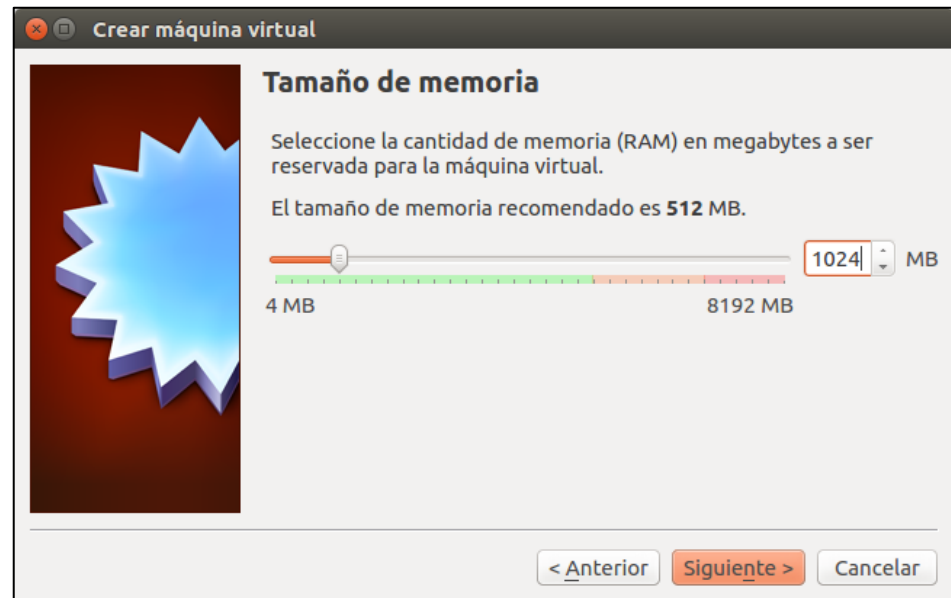 Crear máquina virtual
Tamaño de memoria
Seleccione la cantidad de memoria (RAM) en megabytes a ser
reservada para la máquina virtual.
El tamaño de memoria recomendado es 512 MB.
1024 MB
4 MB 8192 MB
< Anterior Siguiente > Cancelar